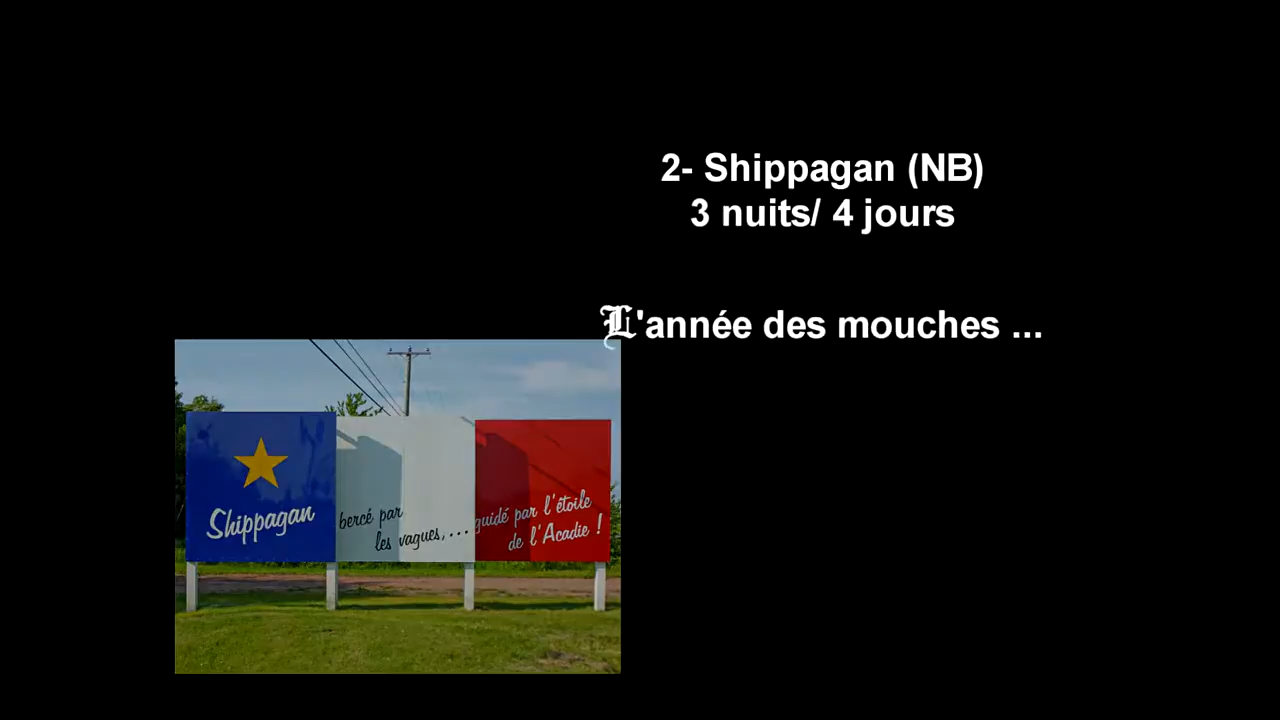 2- Shippagan (NB)
3 nuits/ 4 jours
L'année des mouches ...
Shippagan
bercé par
les vagues,...
guidé par l'étoile
de l'Acadie !